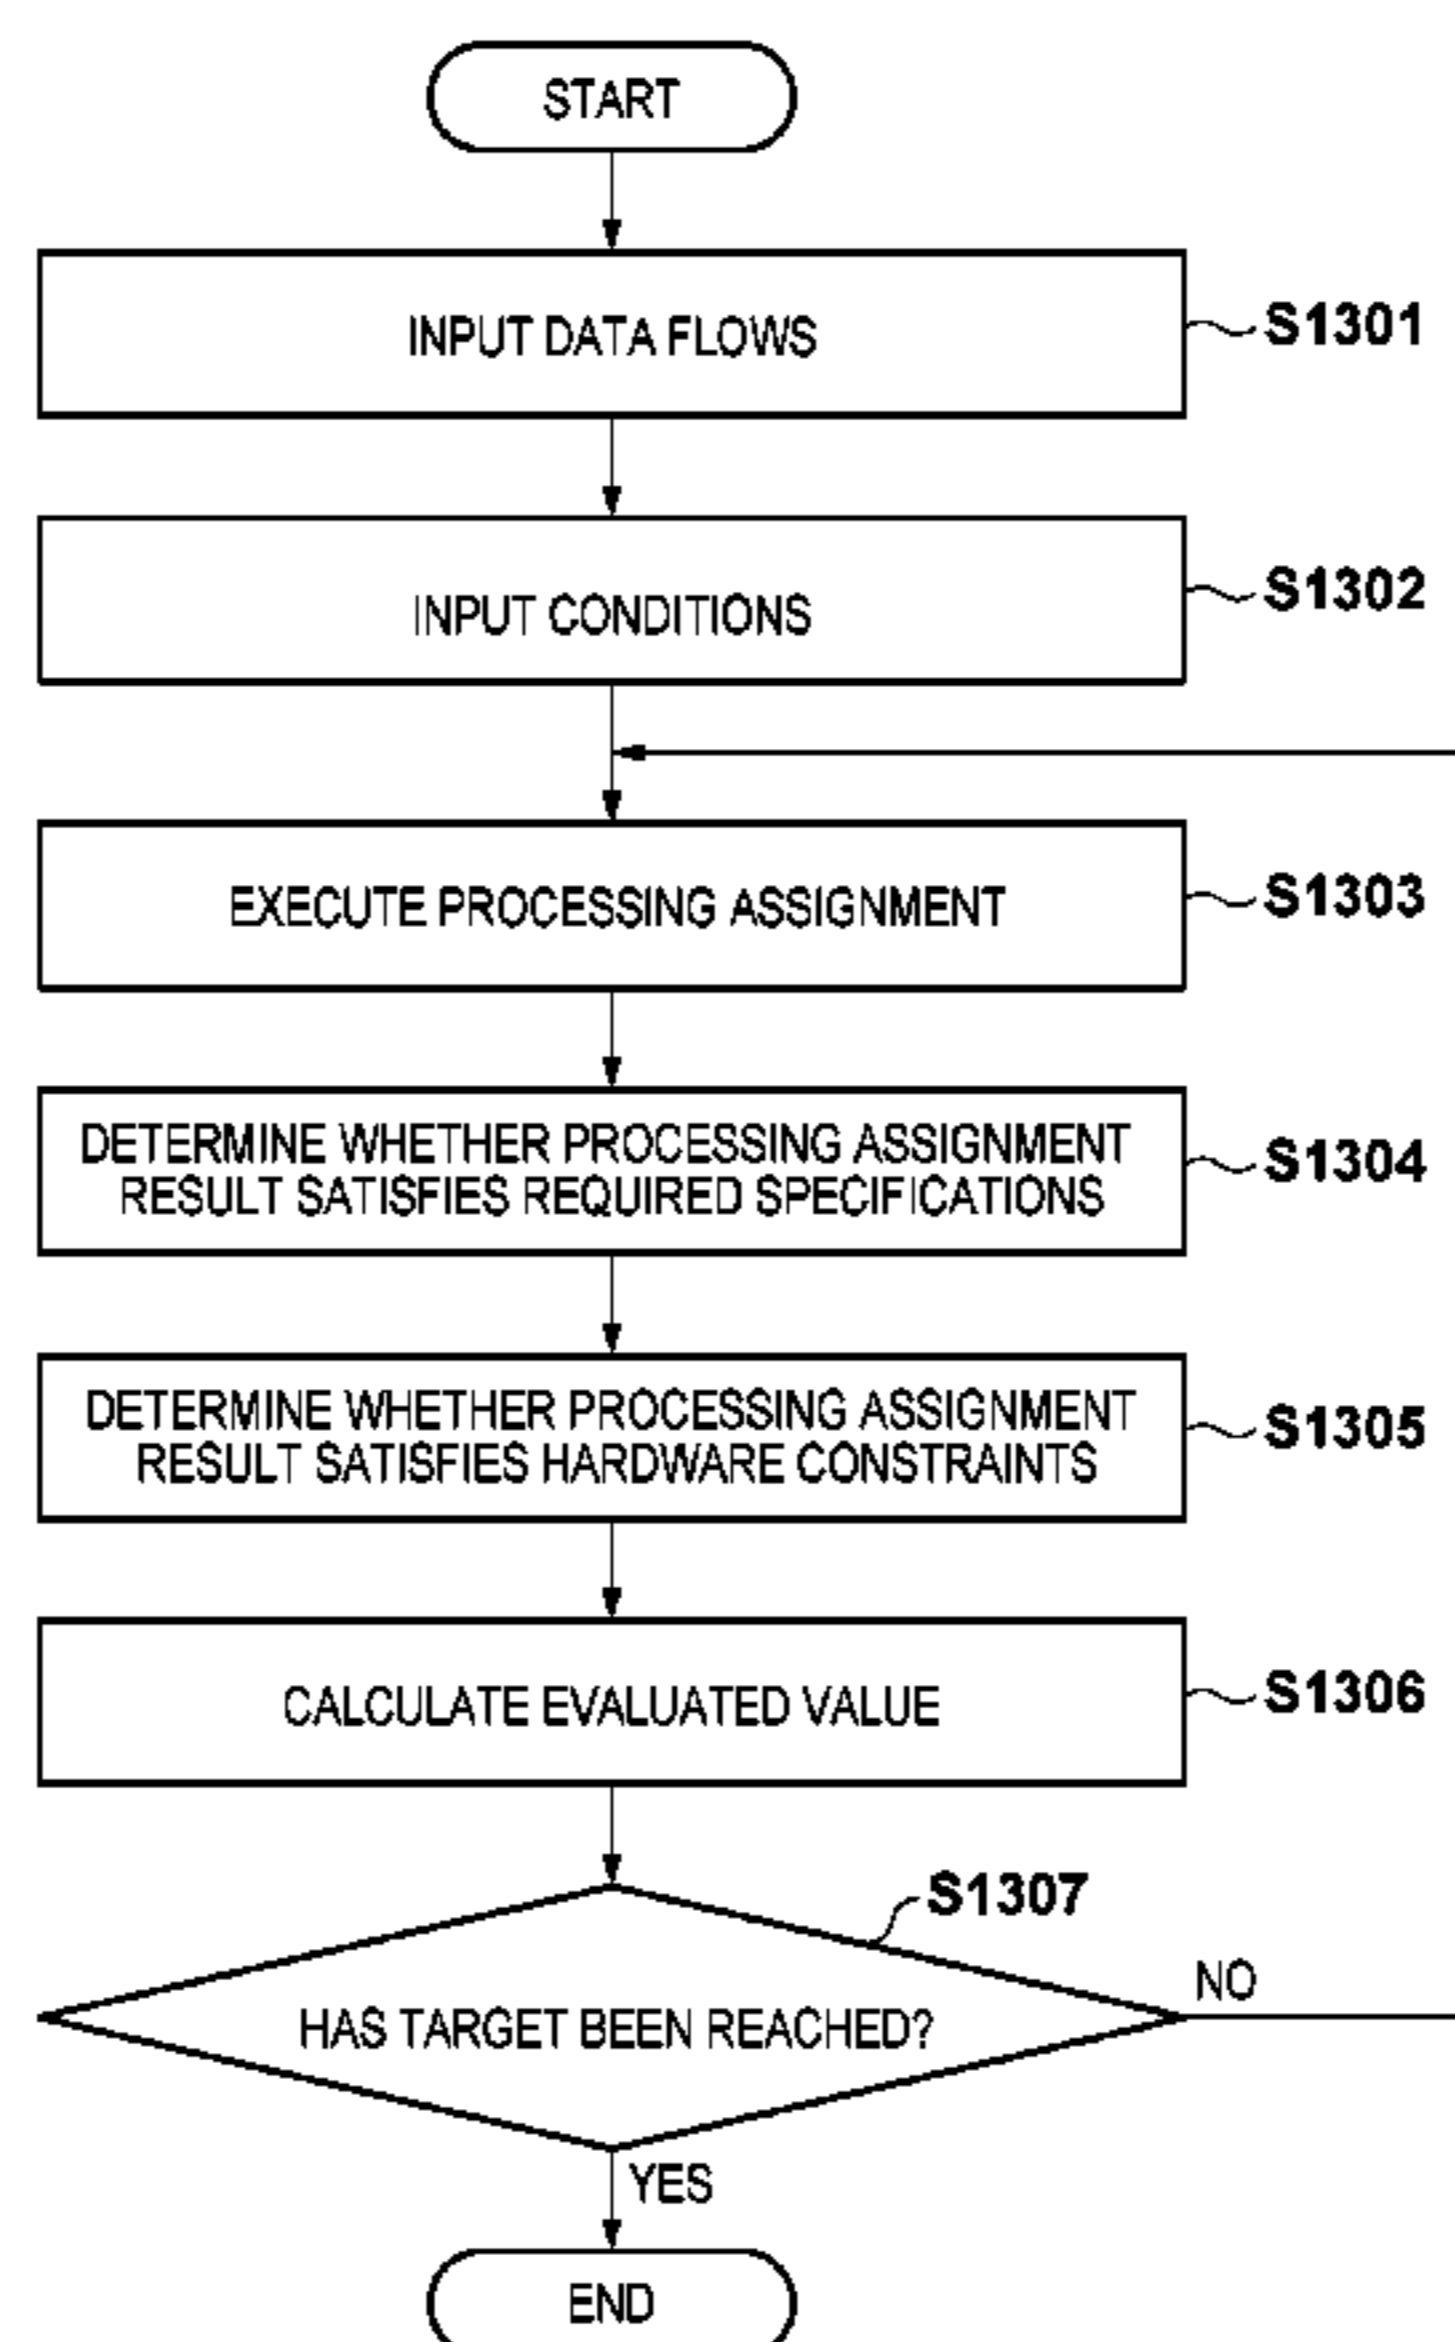 START
INPUT DATA FLOWS
S1301
INPUT CONDITIONS
S1302
EXECUTE PROCESSING ASSIGNMENT
S1303
DETERMINE WHETHER PROCESSING ASSIGNMENT
RESULT SATISFIES REQUIRED SPECIFICATIONS
S1304
DETERMINE WHETHER PROCESSING ASSIGNMENT
RESULT SATISFIES HARDWARE CONSTRAINTS
S1305
CALCULATE EVALUATED VALUE
S1306
S1307
HAS TARGET BEEN REACHED?
NO
YES
END